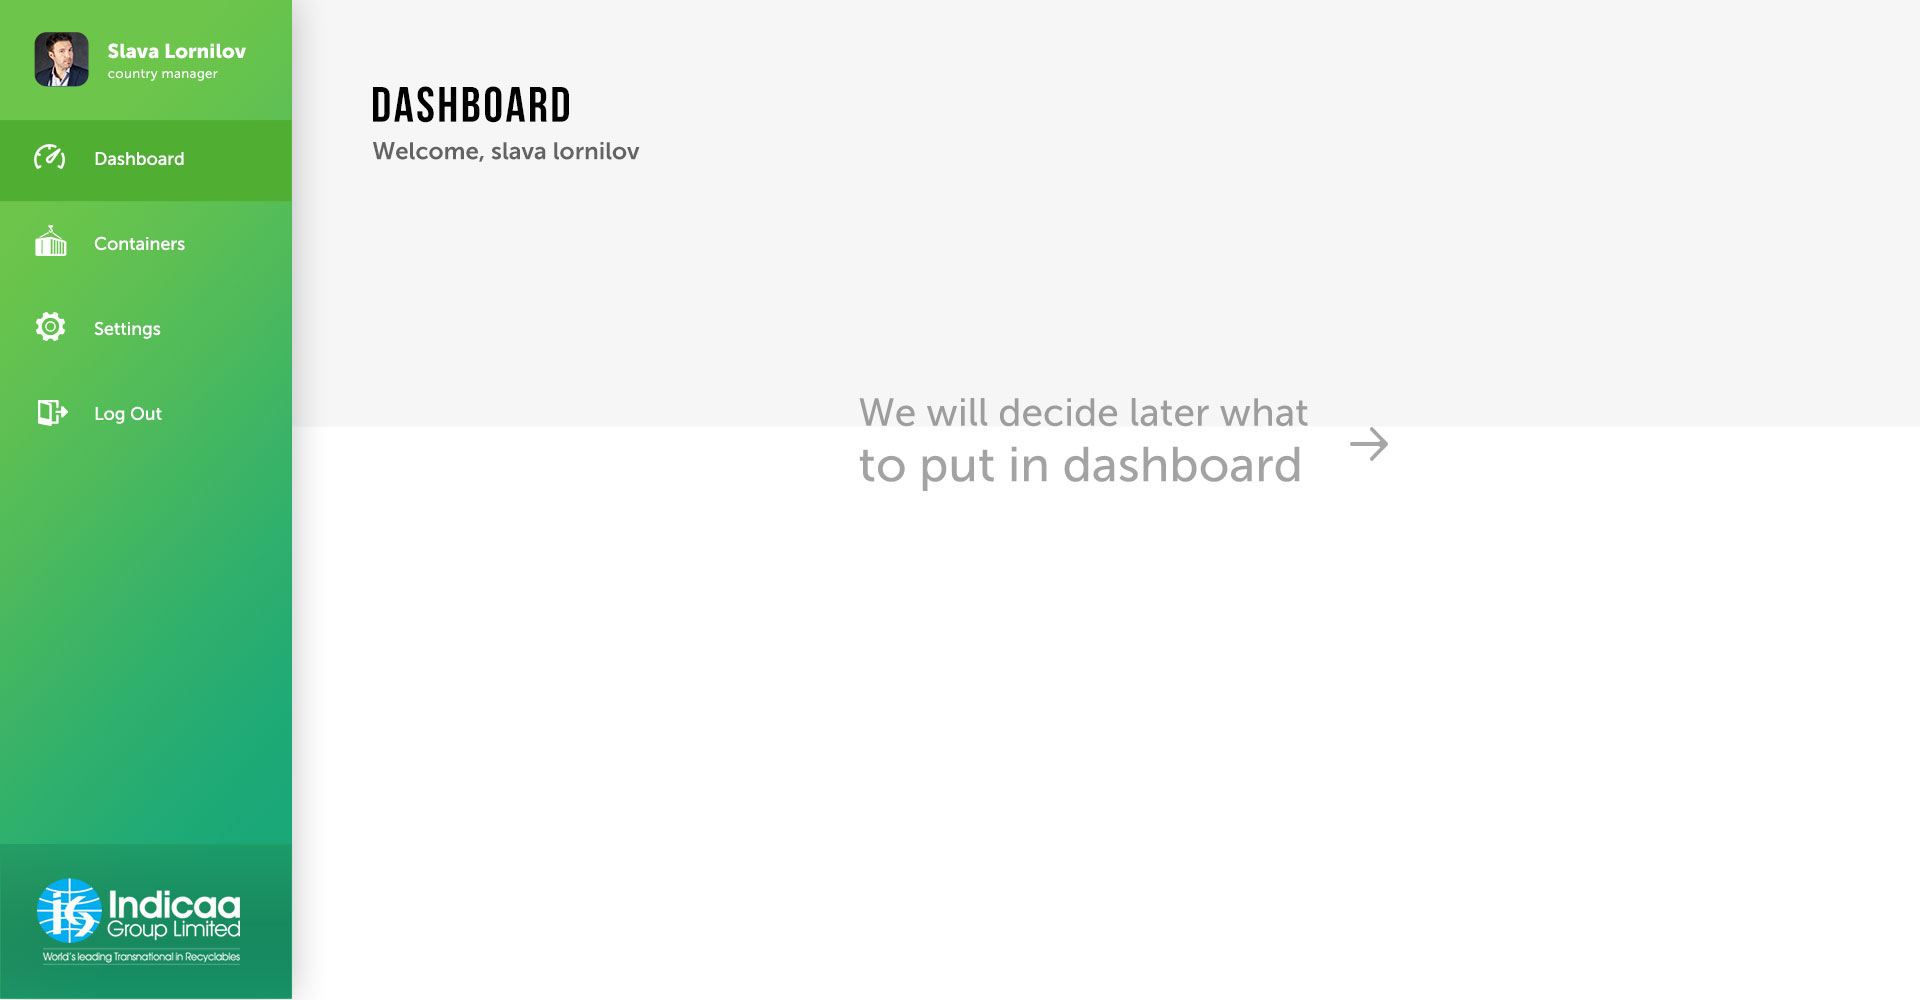 Slava Lornilov
country manager
Dashboard
Containers
Settings
Log Out
Indicaa
Group Limited
World's leading Transnational in Recyclables
DASHBOARD
Welcome, slava lornilov
We will decide later what
to put in dashboard